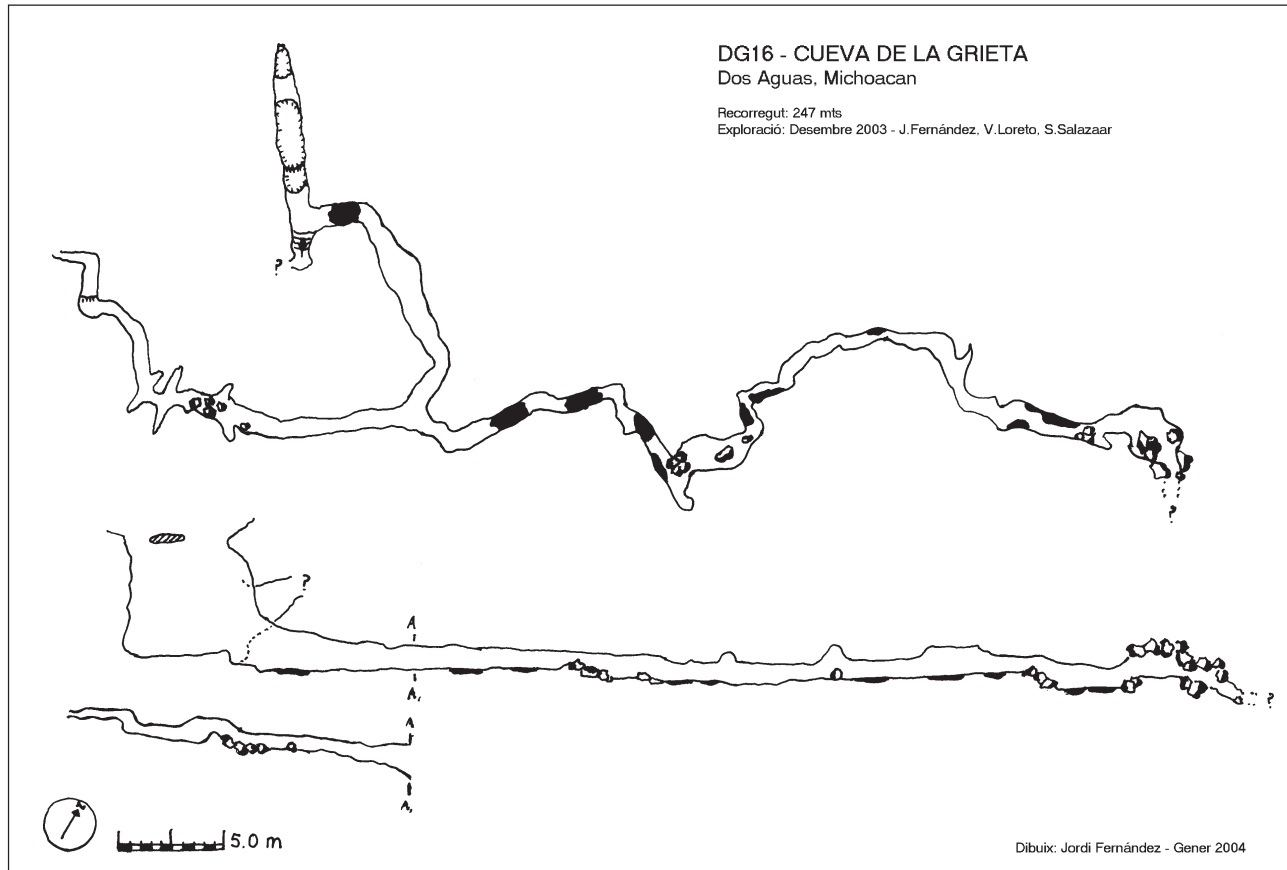 DG16 - CUEVA DE LA GRIETA
Dos Aguas, Michoacan
Recorregut: 247 mts
Exploració: Desembre 2003 - J.Fernández, V.Loreto, S.Salazaar
?
?
?
A
A,
?
A
A,
N
5.0 m
Dibuix: Jordi Fernández - Gener 2004